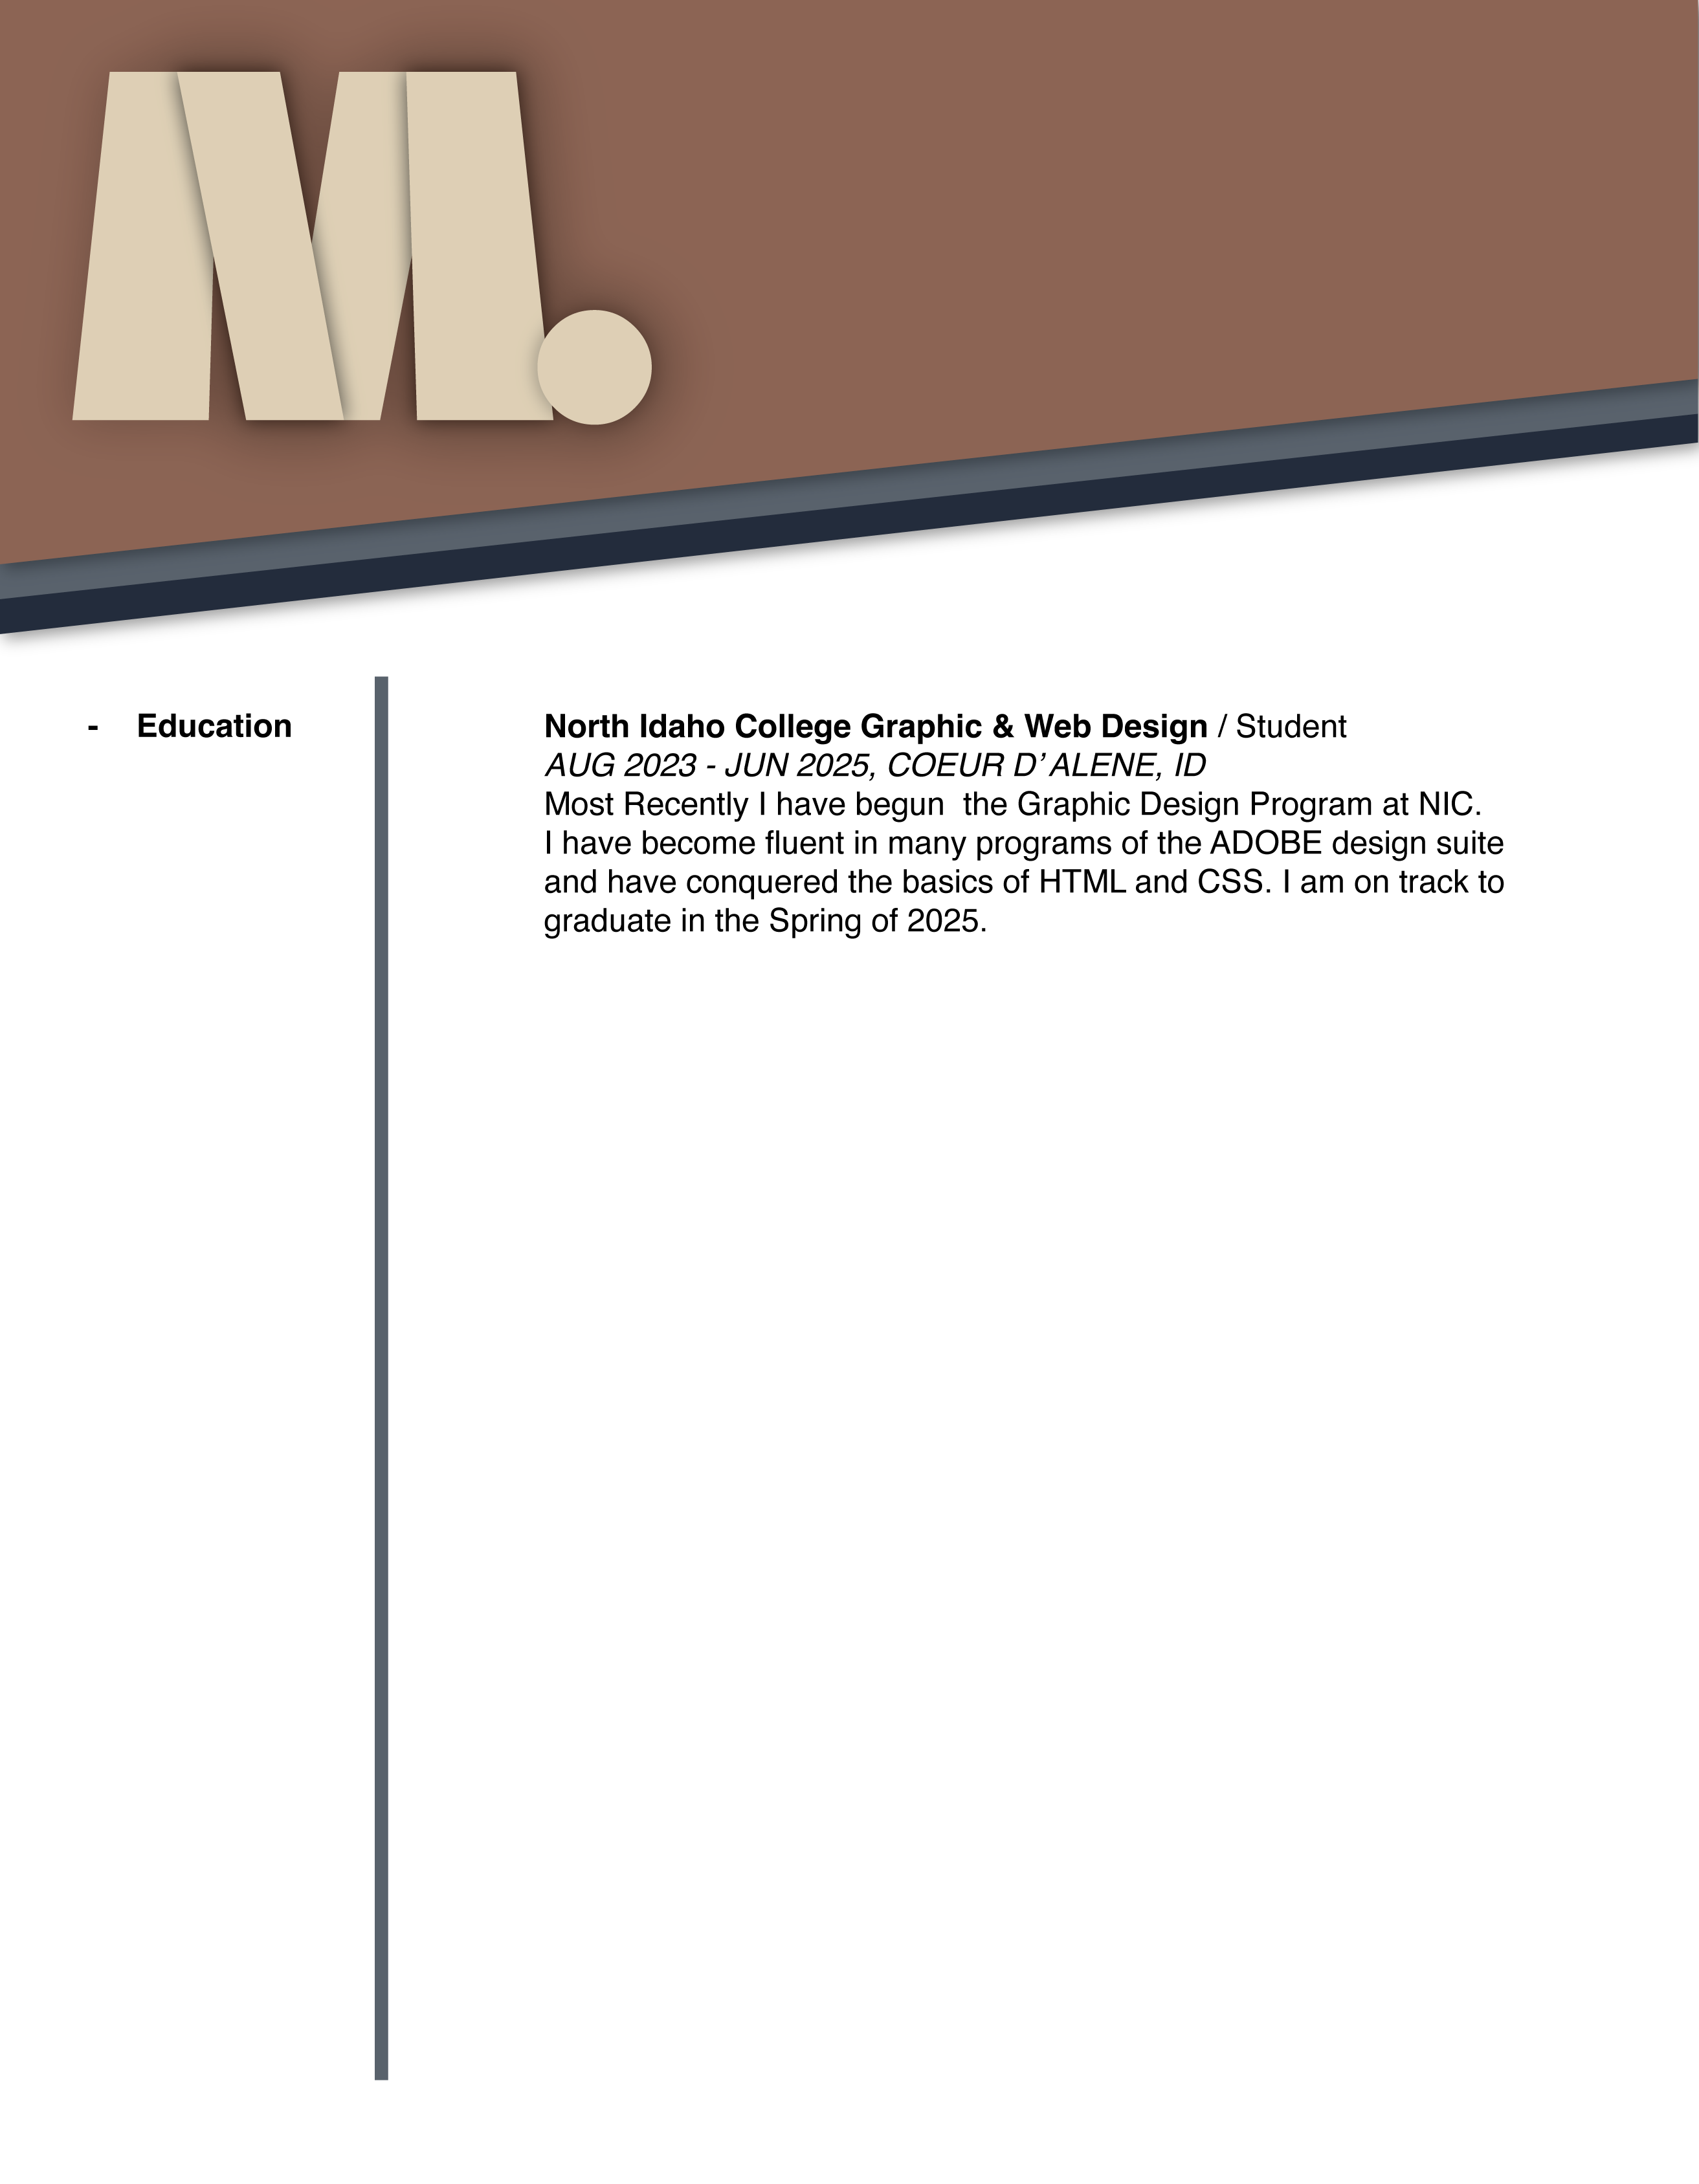 M.
- Education
North Idaho College Graphic & Web Design / Student
AUG 2023 - JUN 2025, COEUR D’ALENE, ID
Most Recently I have begun  the Graphic Design Program at NIC.
I have become fluent in many programs of the ADOBE design suite
and have conquered the basics of HTML and CSS. I am on track to
graduate in the Spring of 2025.